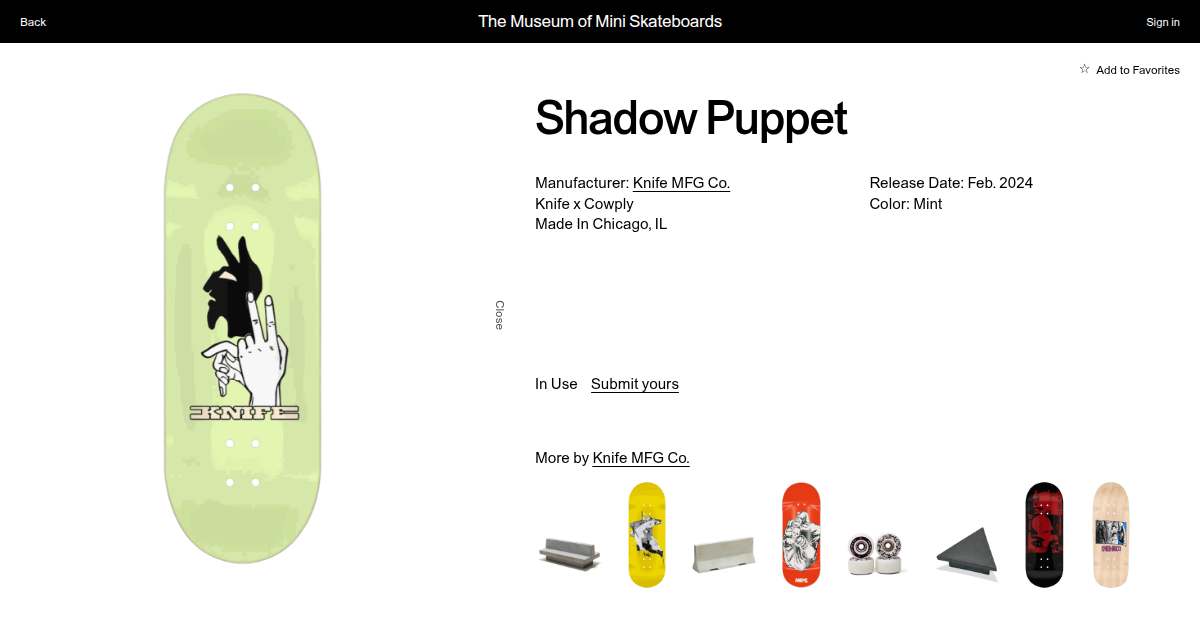 Back
The Museum of Mini Skateboards
Sign in
☆ Add to Favorites
Shadow Puppet
Manufacturer: Knife MFG Co.
Knife x Cowply
Made In Chicago, IL
Release Date: Feb. 2024
Color: Mint
KNIFE
Close
In Use Submit yours
More by Knife MFG Co.